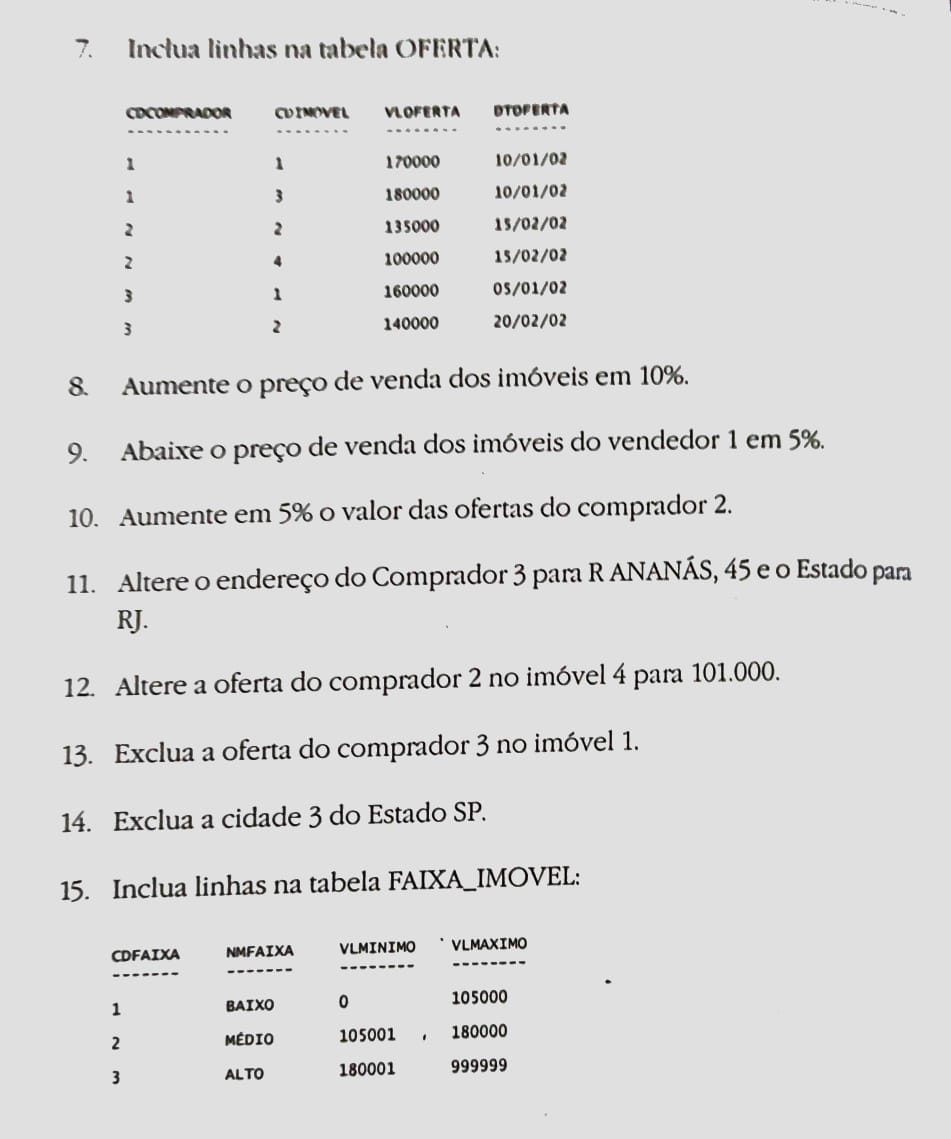 7. Inclua linhas na tabela OFERTA:
CDCOMPRADOR CDIMOVEL VLOFERTA DTOFERTA
----------- -------- -------- --------
1 1 170000 10/01/02
1 3 180000 10/01/02
2 2 135000 15/02/02
2 4 100000 15/02/02
3 1 160000 05/01/02
3 2 140000 20/02/02
8. Aumente o preço de venda dos imóveis em 10%.
9. Abaixe o preço de venda dos imóveis do vendedor 1 em 5%.
10. Aumente em 5% o valor das ofertas do comprador 2.
11. Altere o endereço do Comprador 3 para R ANANÁS, 45 e o Estado para
RJ.
12. Altere a oferta do comprador 2 no imóvel 4 para 101.000.
13. Exclua a oferta do comprador 3 no imóvel 1.
14. Exclua a cidade 3 do Estado SP.
15. Inclua linhas na tabela FAIXA_IMOVEL:
CDFAIXA NMFAIXA VLMINIMO VLMAXIMO
------- ------- -------- --------
1 BAIXO 0 105000
2 MÉDIO 105001 180000
3 ALTO 180001 999999